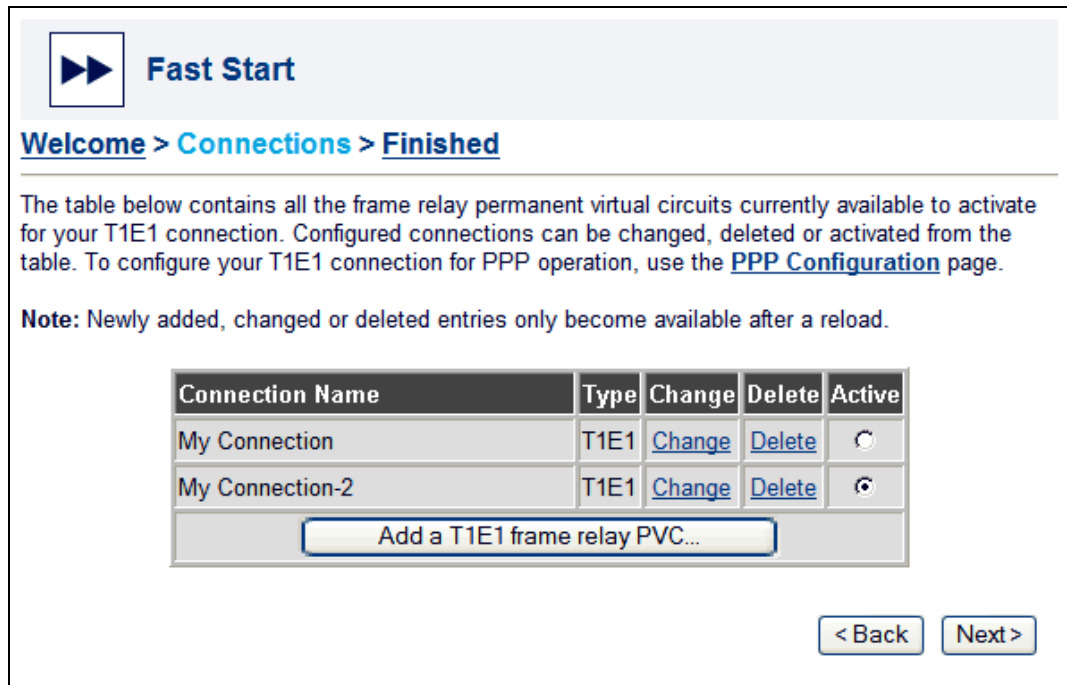 Fast Start
Welcome > Connections > Finished
The table below contains all the frame relay permanent virtual circuits currently available to activate
for your T1E1 connection. Configured connections can be changed, deleted or activated from the
table. To configure your T1E1 connection for PPP operation, use the PPP Configuration page.
Note: Newly added, changed or deleted entries only become available after a reload.
Connection Name Type Change Delete Active
My Connection T1E1 Change Delete
My Connection-2 T1E1 Change Delete
Add a T1E1 frame relay PVC...
< Back Next >